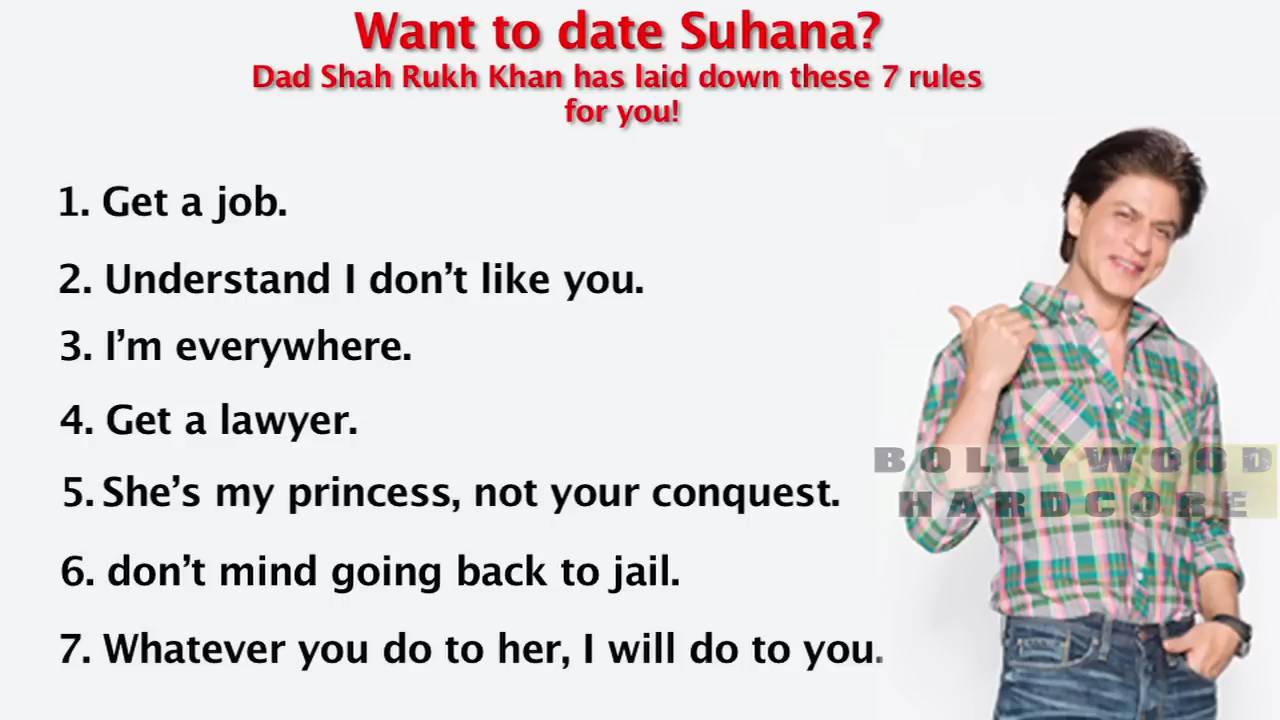 Want to date Suhana?
Dad Shah Rukh Khan has laid down these 7 rules
for you!
1. Get a job.
2. Understand I don't like you.
3. I'm everywhere.
4. Get a lawyer.
5. She's my princess, not your conquest.
6. don't mind going back to jail.
7. Whatever you do to her, I will do to you.
BOLLYWOOD
HARDCORE